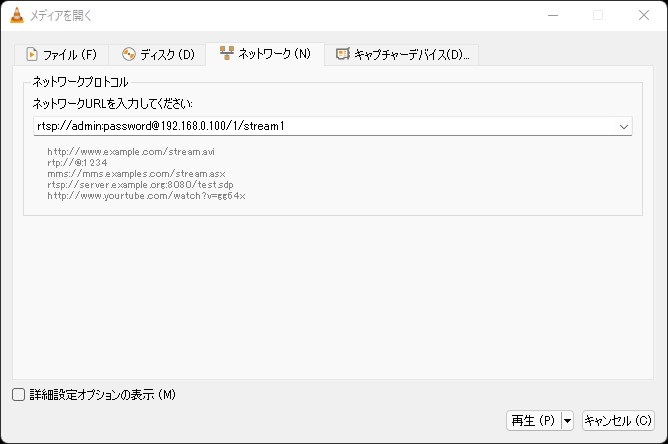 メディアを開く
ファイル (F)
ディスク (D)
ネットワーク (N)
キャプチャーデバイス(D)...
ネットワークプロトコル
ネットワークURLを入力してください:
rtsp://admin:password@192.168.0.100/1/stream1
http://www.example.com/stream.avi
rtp://@:1234
mms://mms.examples.com/stream.asx
rtsp://server.example.org:8080/test.sdp
http://www.yourtube.com/watch?v=gg64x
詳細設定オプションの表示 (M)
再生 (P)
キャンセル (C)